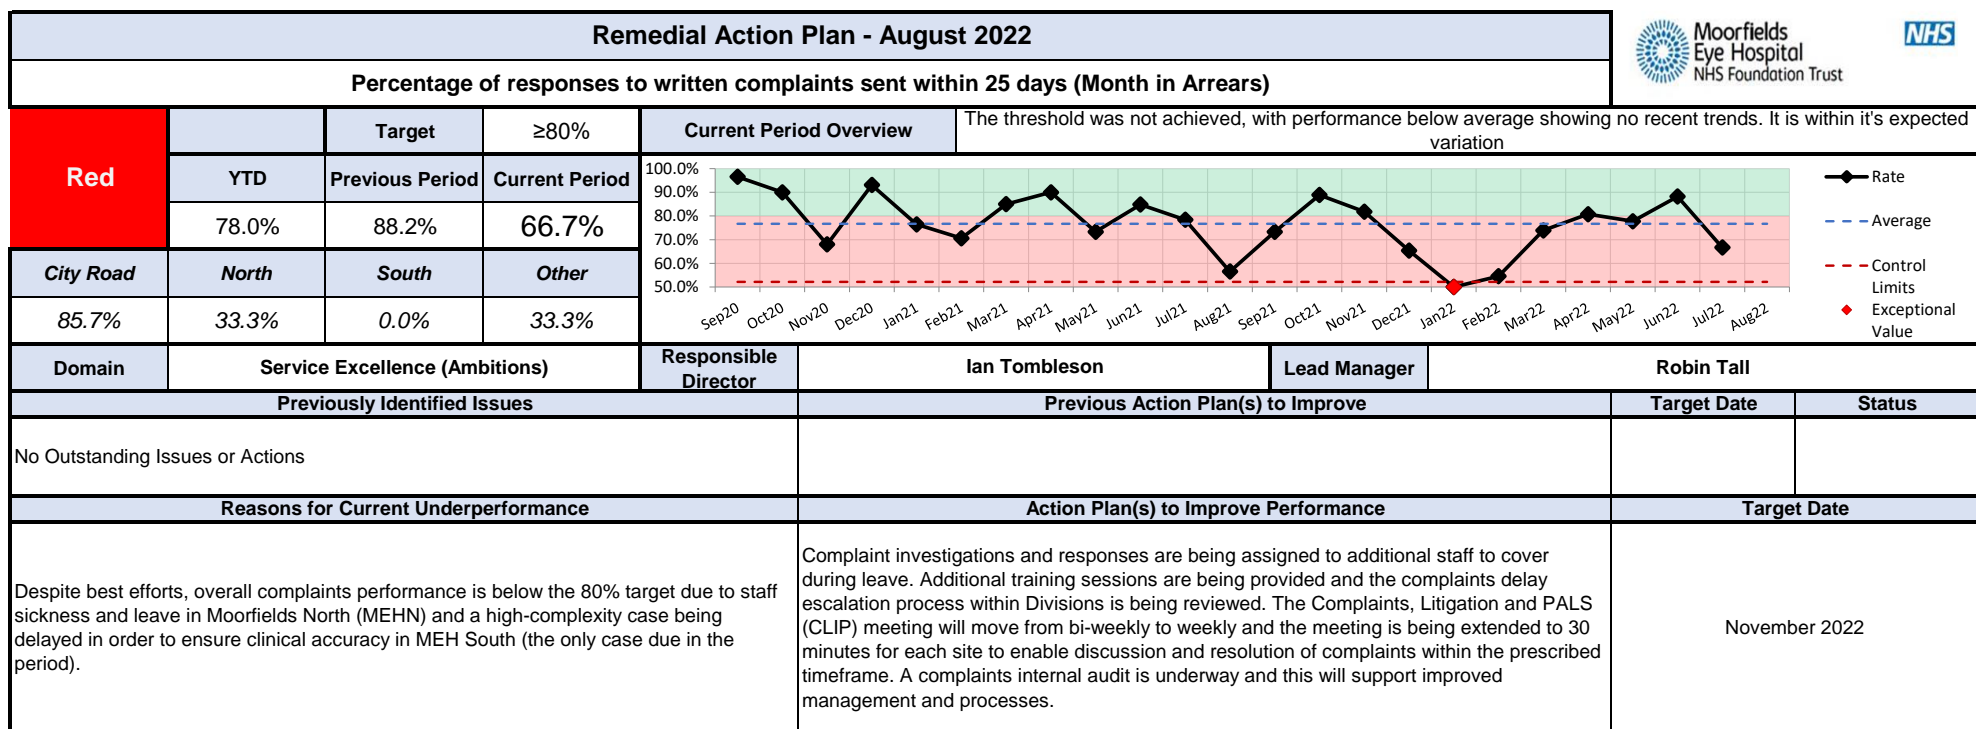 Remedial Action Plan - August 2022
Moorfields
Eye Hospital
NHS Foundation Trust
NHS
Percentage of responses to written complaints sent within 25 days (Month in Arrears)
Red
Target
≥80%
YTD
Previous Period
Current Period
78.0%
88.2%
66.7%
City Road
North
South
Other
85.7%
33.3%
0.0%
33.3%
Current Period Overview
The threshold was not achieved, with performance below average showing no recent trends. It is within it's expected
variation
100.0%
90.0%
80.0%
70.0%
60.0%
50.0%
Sep20 Oct20 Nov20 Dec20 Jan21 Feb21 Mar21 Apr21 May21 Jun21 Jul21 Aug21 Sep21 Oct21 Nov21 Dec21 Jan22 Feb22 Mar22 Apr22 May22 Jun22 Jul22 Aug22
Rate
Average
Control
Limits
Exceptional
Value
Domain
Service Excellence (Ambitions)
Responsible
Director
Ian Tombleson
Lead Manager
Robin Tall
Previously Identified Issues
Previous Action Plan(s) to Improve
Target Date
Status
No Outstanding Issues or Actions
Reasons for Current Underperformance
Action Plan(s) to Improve Performance
Target Date
Despite best efforts, overall complaints performance is below the 80% target due to staff
sickness and leave in Moorfields North (MEHN) and a high-complexity case being
delayed in order to ensure clinical accuracy in MEH South (the only case due in the
period).
Complaint investigations and responses are being assigned to additional staff to cover
during leave. Additional training sessions are being provided and the complaints delay
escalation process within Divisions is being reviewed. The Complaints, Litigation and PALS
(CLIP) meeting will move from bi-weekly to weekly and the meeting is being extended to 30
minutes for each site to enable discussion and resolution of complaints within the prescribed
timeframe. A complaints internal audit is underway and this will support improved
management and processes.
November 2022